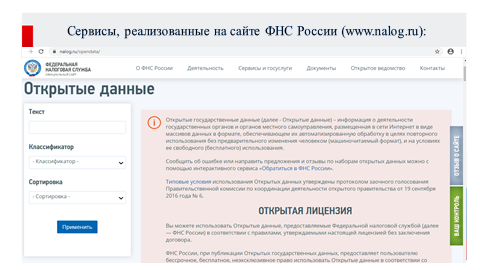 Сервисы, реализованные на сайте ФНС России (www.nalog.ru):
nalog.ru/opendata/
ФЕДЕРАЛЬНАЯ
НАЛОГОВАЯ СЛУЖБА
О ФНС России
Деятельность
Сервисы и госуслуги
Документы
Открытое ведомство
Контакты
Открытые данные
Текст
Классификатор
- Классификатор -
Сортировка
- Сортировка -
Применить
Открытые государственные данные (далее - Открытые данные) – информация о деятельности
государственных органов и органов местного самоуправления, размещенная в сети Интернет в виде
массивов данных в формате, обеспечивающем их автоматизированную обработку в целях повторного
использования без предварительного изменения человеком (машиночитаемый формат), и на условиях
ее свободного (бесплатного) использования.
Сообщить об ошибке или направить предложения и отзывы по наборам открытых данных можно с
помощью интерактивного сервиса «Обратиться в ФНС России».
Типовые условия использования Открытых данных утверждены протоколом заочного голосования
Правительственной комиссии по координации деятельности открытого правительства от 19 сентября
2016 года № 6.
ОТКРЫТАЯ ЛИЦЕНЗИЯ
Вы можете использовать Открытые данные, предоставляемые Федеральной налоговой службой (далее
— ФНС России) в соответствии с правилами, утверждаемыми настоящей лицензией без заключения
договора.
ФНС России, при публикации Открытых государственных данных, предоставляет пользователю
бессрочное, бесплатное, неисключительное право использовать Открытые данные в соответствии со
ОТЗЫВ О САЙТЕ
ВАШ КОНТРОЛЬ